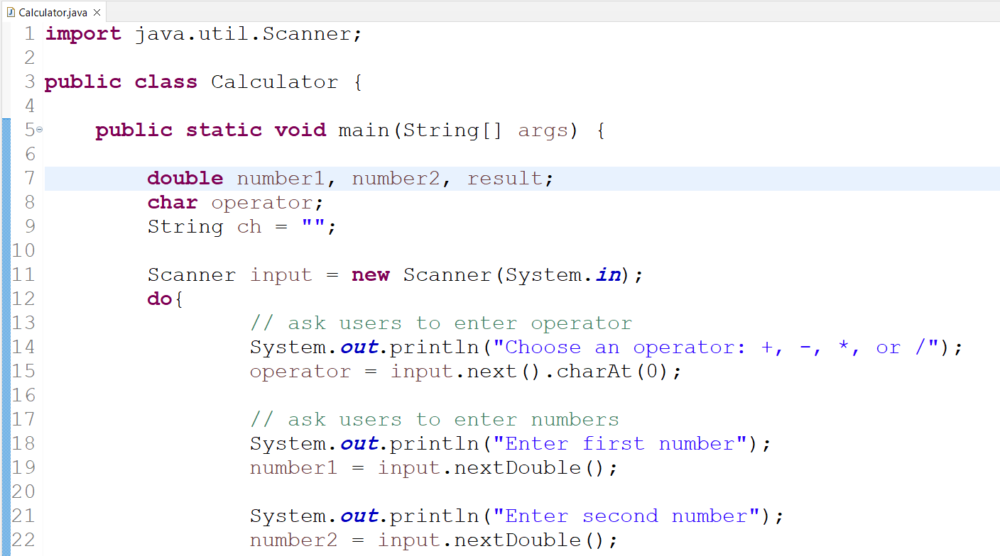 Calculator.java
1 import java.util.Scanner;
2
3 public class Calculator {
4
5 public static void main(String[] args) {
6
7 double number1, number2, result;
8 char operator;
9 String ch = "";
10
11 Scanner input = new Scanner(System.in);
12 do{
13 // ask users to enter operator
14 System.out.println("Choose an operator: +, -, *, or /");
15 operator = input.next().charAt(0);
16
17 // ask users to enter numbers
18 System.out.println("Enter first number");
19 number1 = input.nextDouble();
20
21 System.out.println("Enter second number");
22 number2 = input.nextDouble();